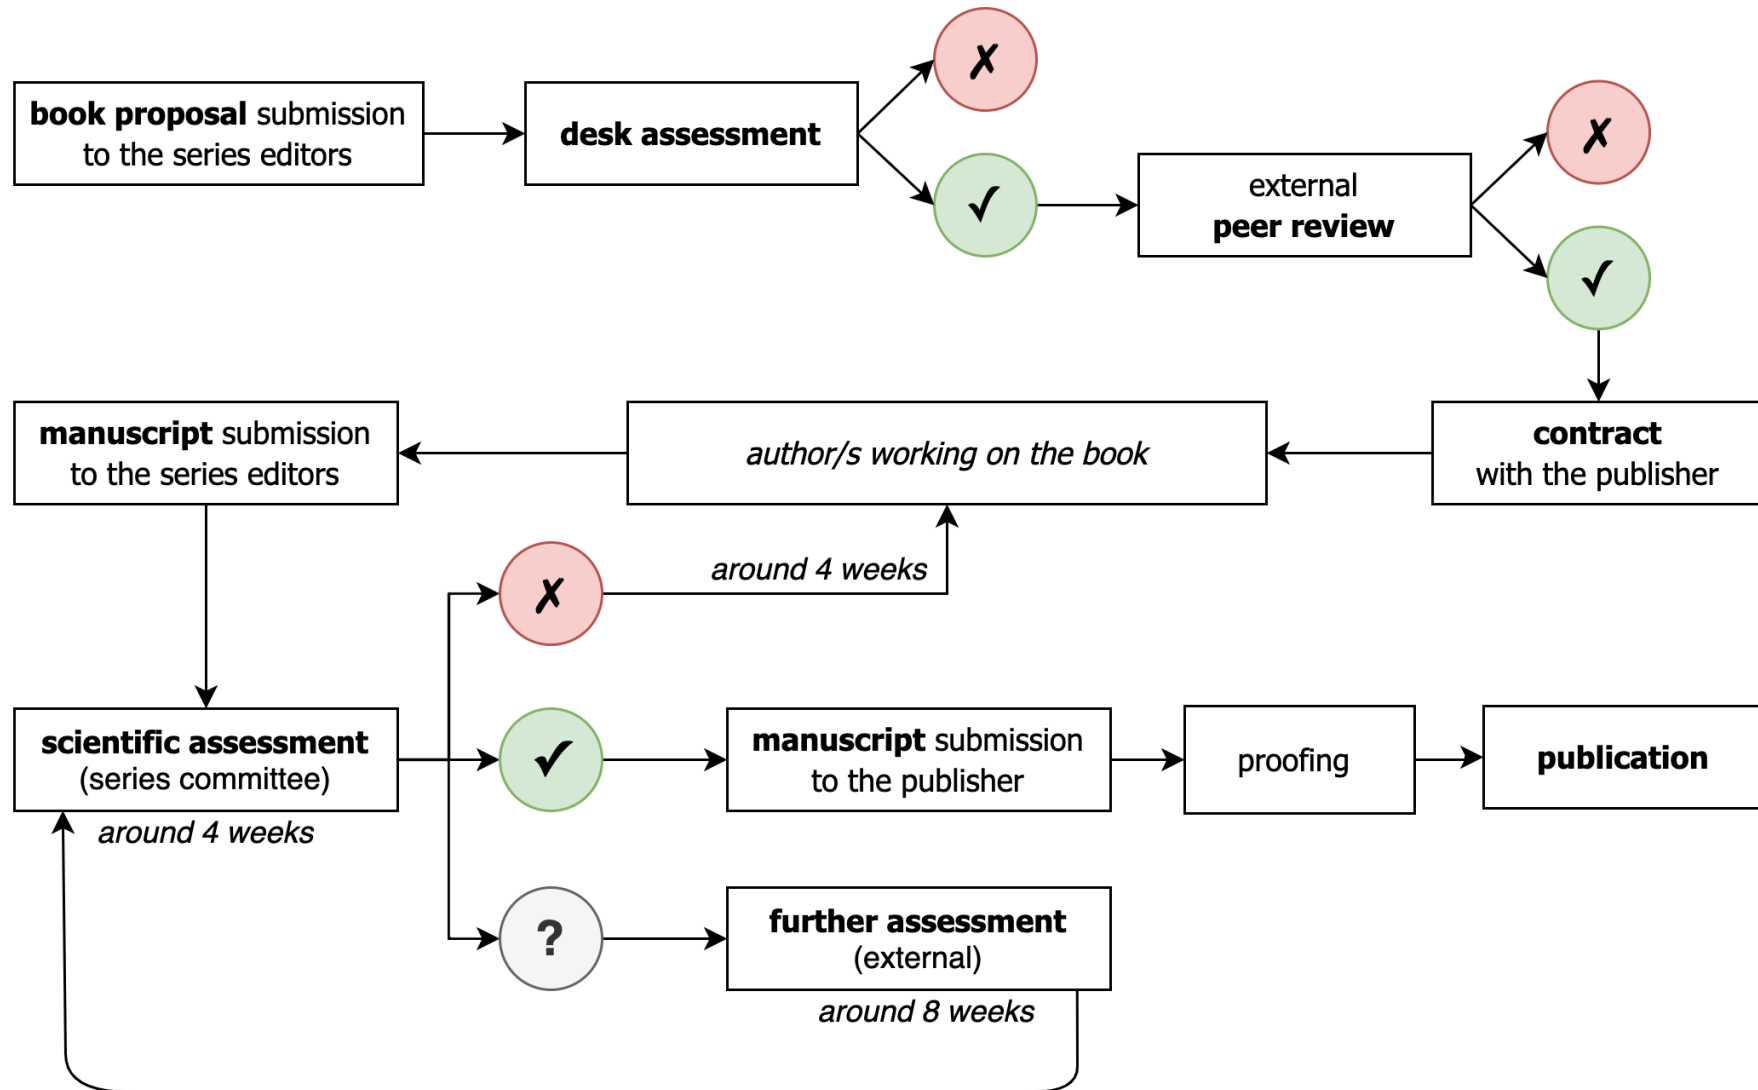 book proposal submission
to the series editors
desk assessment
✗
✓
external
peer review
✗
✓
manuscript submission
to the series editors
author/s working on the book
contract
with the publisher
✗
around 4 weeks
scientific assessment
(series committee)
around 4 weeks
✓
manuscript submission
to the publisher
proofing
publication
?
further assessment
(external)
around 8 weeks